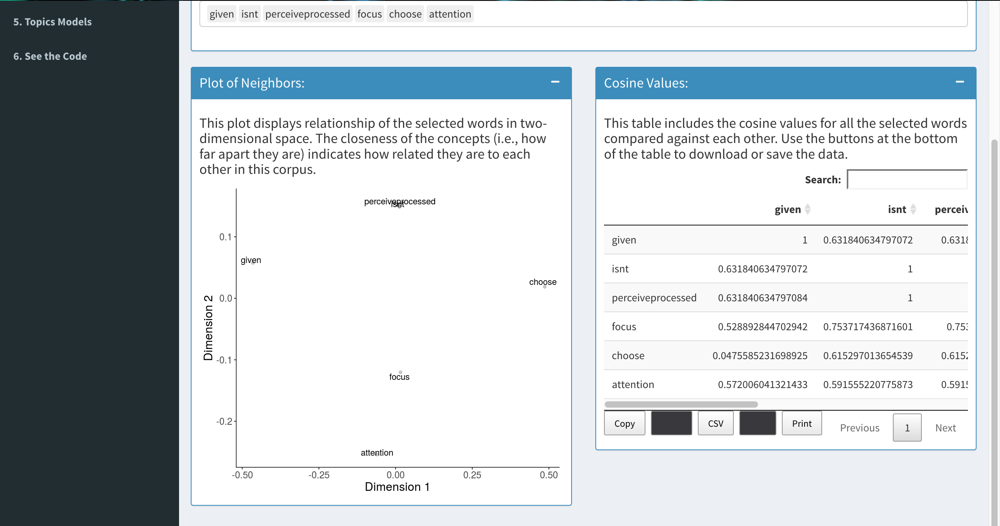 5. Topics Models
6. See the Code
given isnt perceiveprocessed focus choose attention
Plot of Neighbors:
This plot displays relationship of the selected words in two-
dimensional space. The closeness of the concepts (i.e., how
far apart they are) indicates how related they are to each
other in this corpus.
perceiveprocessed
isnt
0.1
given
choose
0.0
Dimension 2
-0.1
focus
-0.2
attention
-0.50 -0.25 0.00 0.25 0.50
Dimension 1
Cosine Values:
This table includes the cosine values for all the selected words
compared against each other. Use the buttons at the bottom
of the table to download or save the data.
Search:
given isnt perceiv
given 1 0.631840634797072 0.6318
isnt 0.631840634797072 1
perceiveprocessed 0.631840634797084 1
focus 0.528892844702942 0.753717436871601 0.753
choose 0.0475585231698925 0.615297013654539 0.6152
attention 0.572006041321433 0.591555220775873 0.5915
Copy CSV Print Previous 1 Next